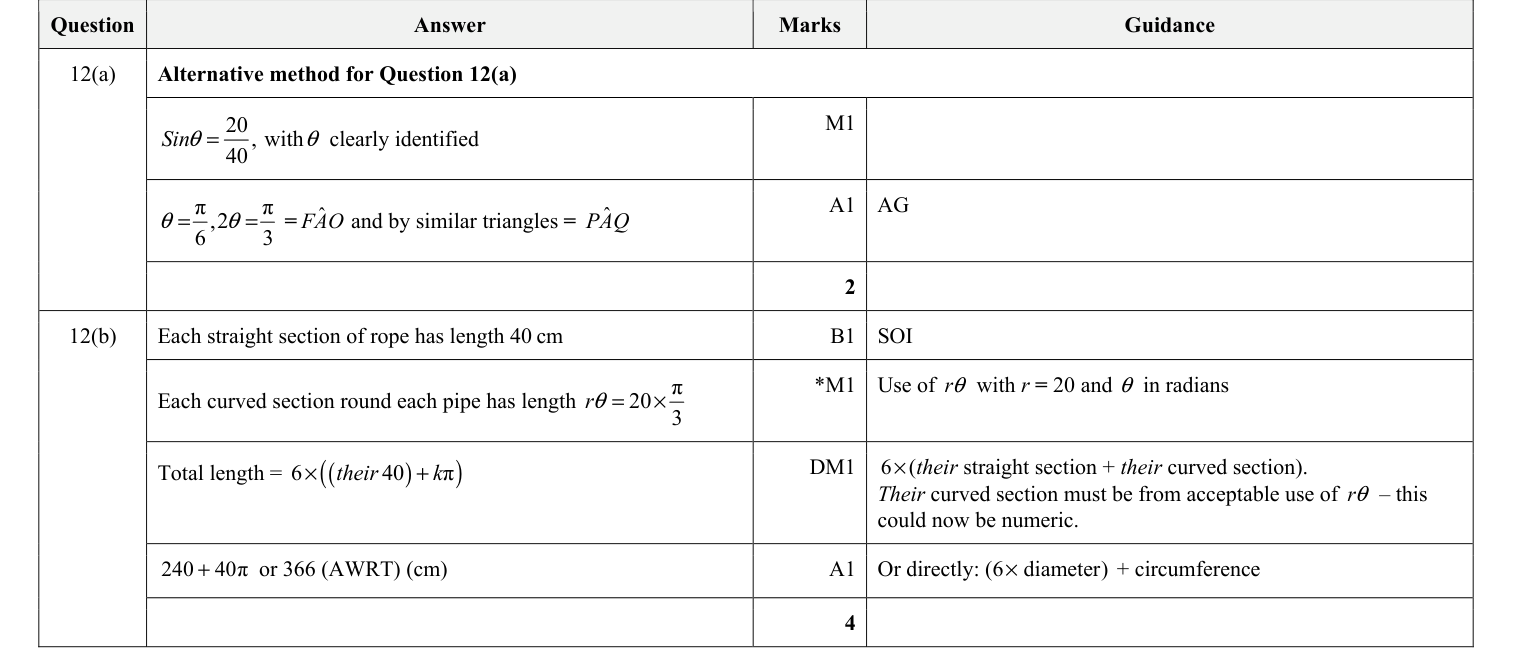 Question Answer Marks Guidance
12(a) Alternative method for Question 12(a)
Sinθ = 20/40, with θ clearly identified M1
θ = π/6, 2θ = π/3 = FÂO and by similar triangles = PÂQ A1 AG
2
12(b) Each straight section of rope has length 40 cm B1 SOI
Each curved section round each pipe has length rθ = 20 × π/3 *M1 Use of rθ with r = 20 and θ in radians
Total length = 6×((their 40) + kπ) DM1 6×(their straight section + their curved section).
Their curved section must be from acceptable use of rθ – this
could now be numeric.
240 + 40π or 366 (AWRT) (cm) A1 Or directly: (6× diameter) + circumference
4